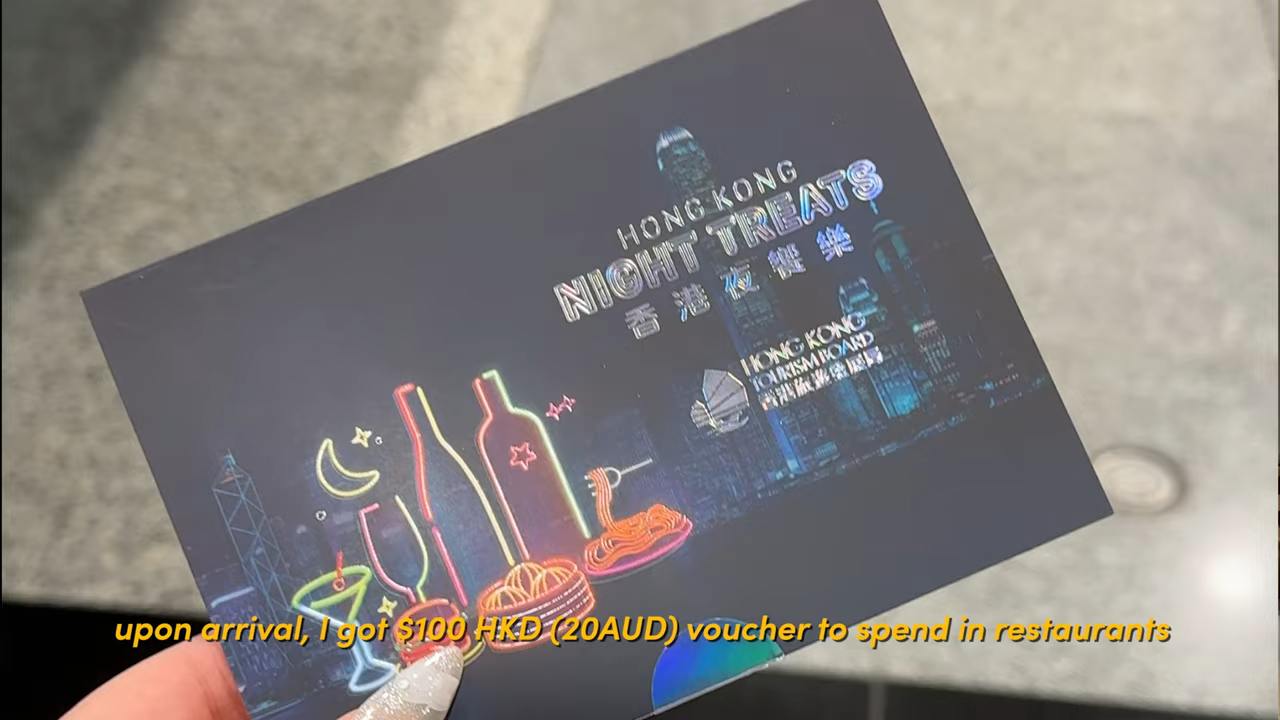 HONG KONG
NIGHT TREATS
香港夜饗樂
HONG KONG
TOURISM BOARD
香港旅遊發展局
upon arrival, I got $100 HKD (20AUD) voucher to spend in restaurants